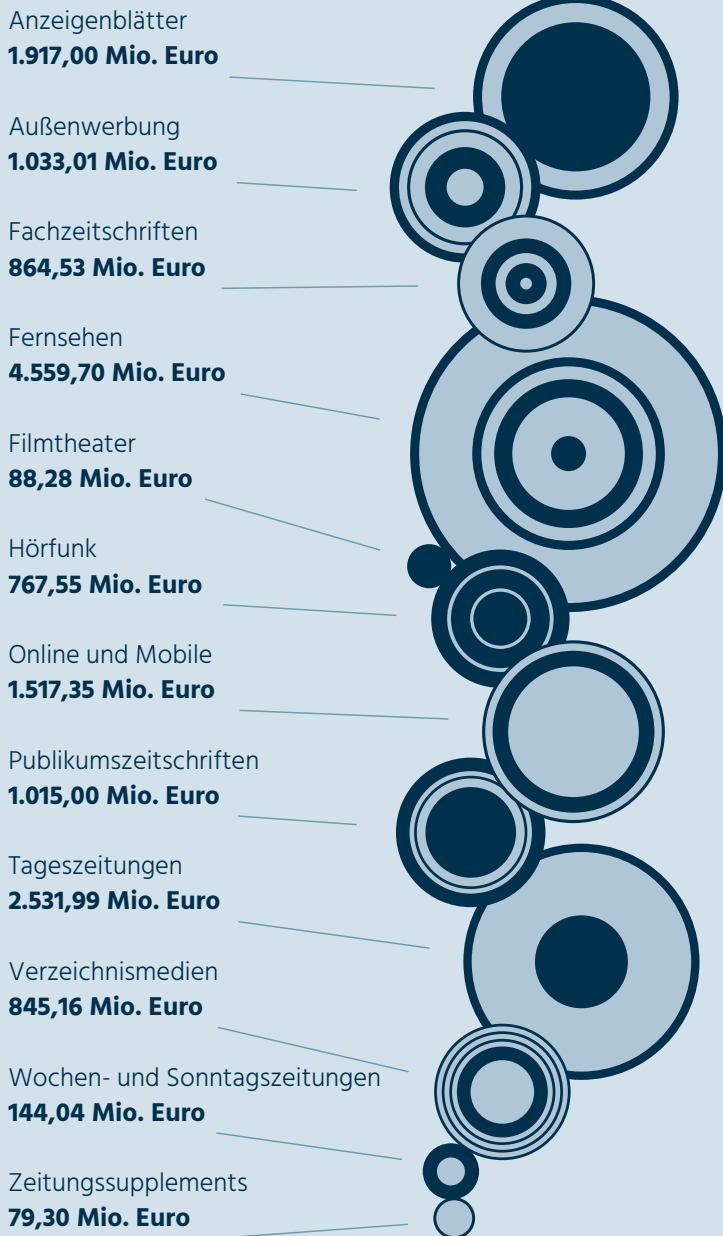 Anzeigenblätter
1.917,00 Mio. Euro
Außenwerbung
1.033,01 Mio. Euro
Fachzeitschriften
864,53 Mio. Euro
Fernsehen
4.559,70 Mio. Euro
Filmtheater
88,28 Mio. Euro
Hörfunk
767,55 Mio. Euro
Online und Mobile
1.517,35 Mio. Euro
Publikumszeitschriften
1.015,00 Mio. Euro
Tageszeitungen
2.531,99 Mio. Euro
Verzeichnismedien
845,16 Mio. Euro
Wochen- und Sonntagszeitungen
144,04 Mio. Euro
Zeitungssupplements
79,30 Mio. Euro